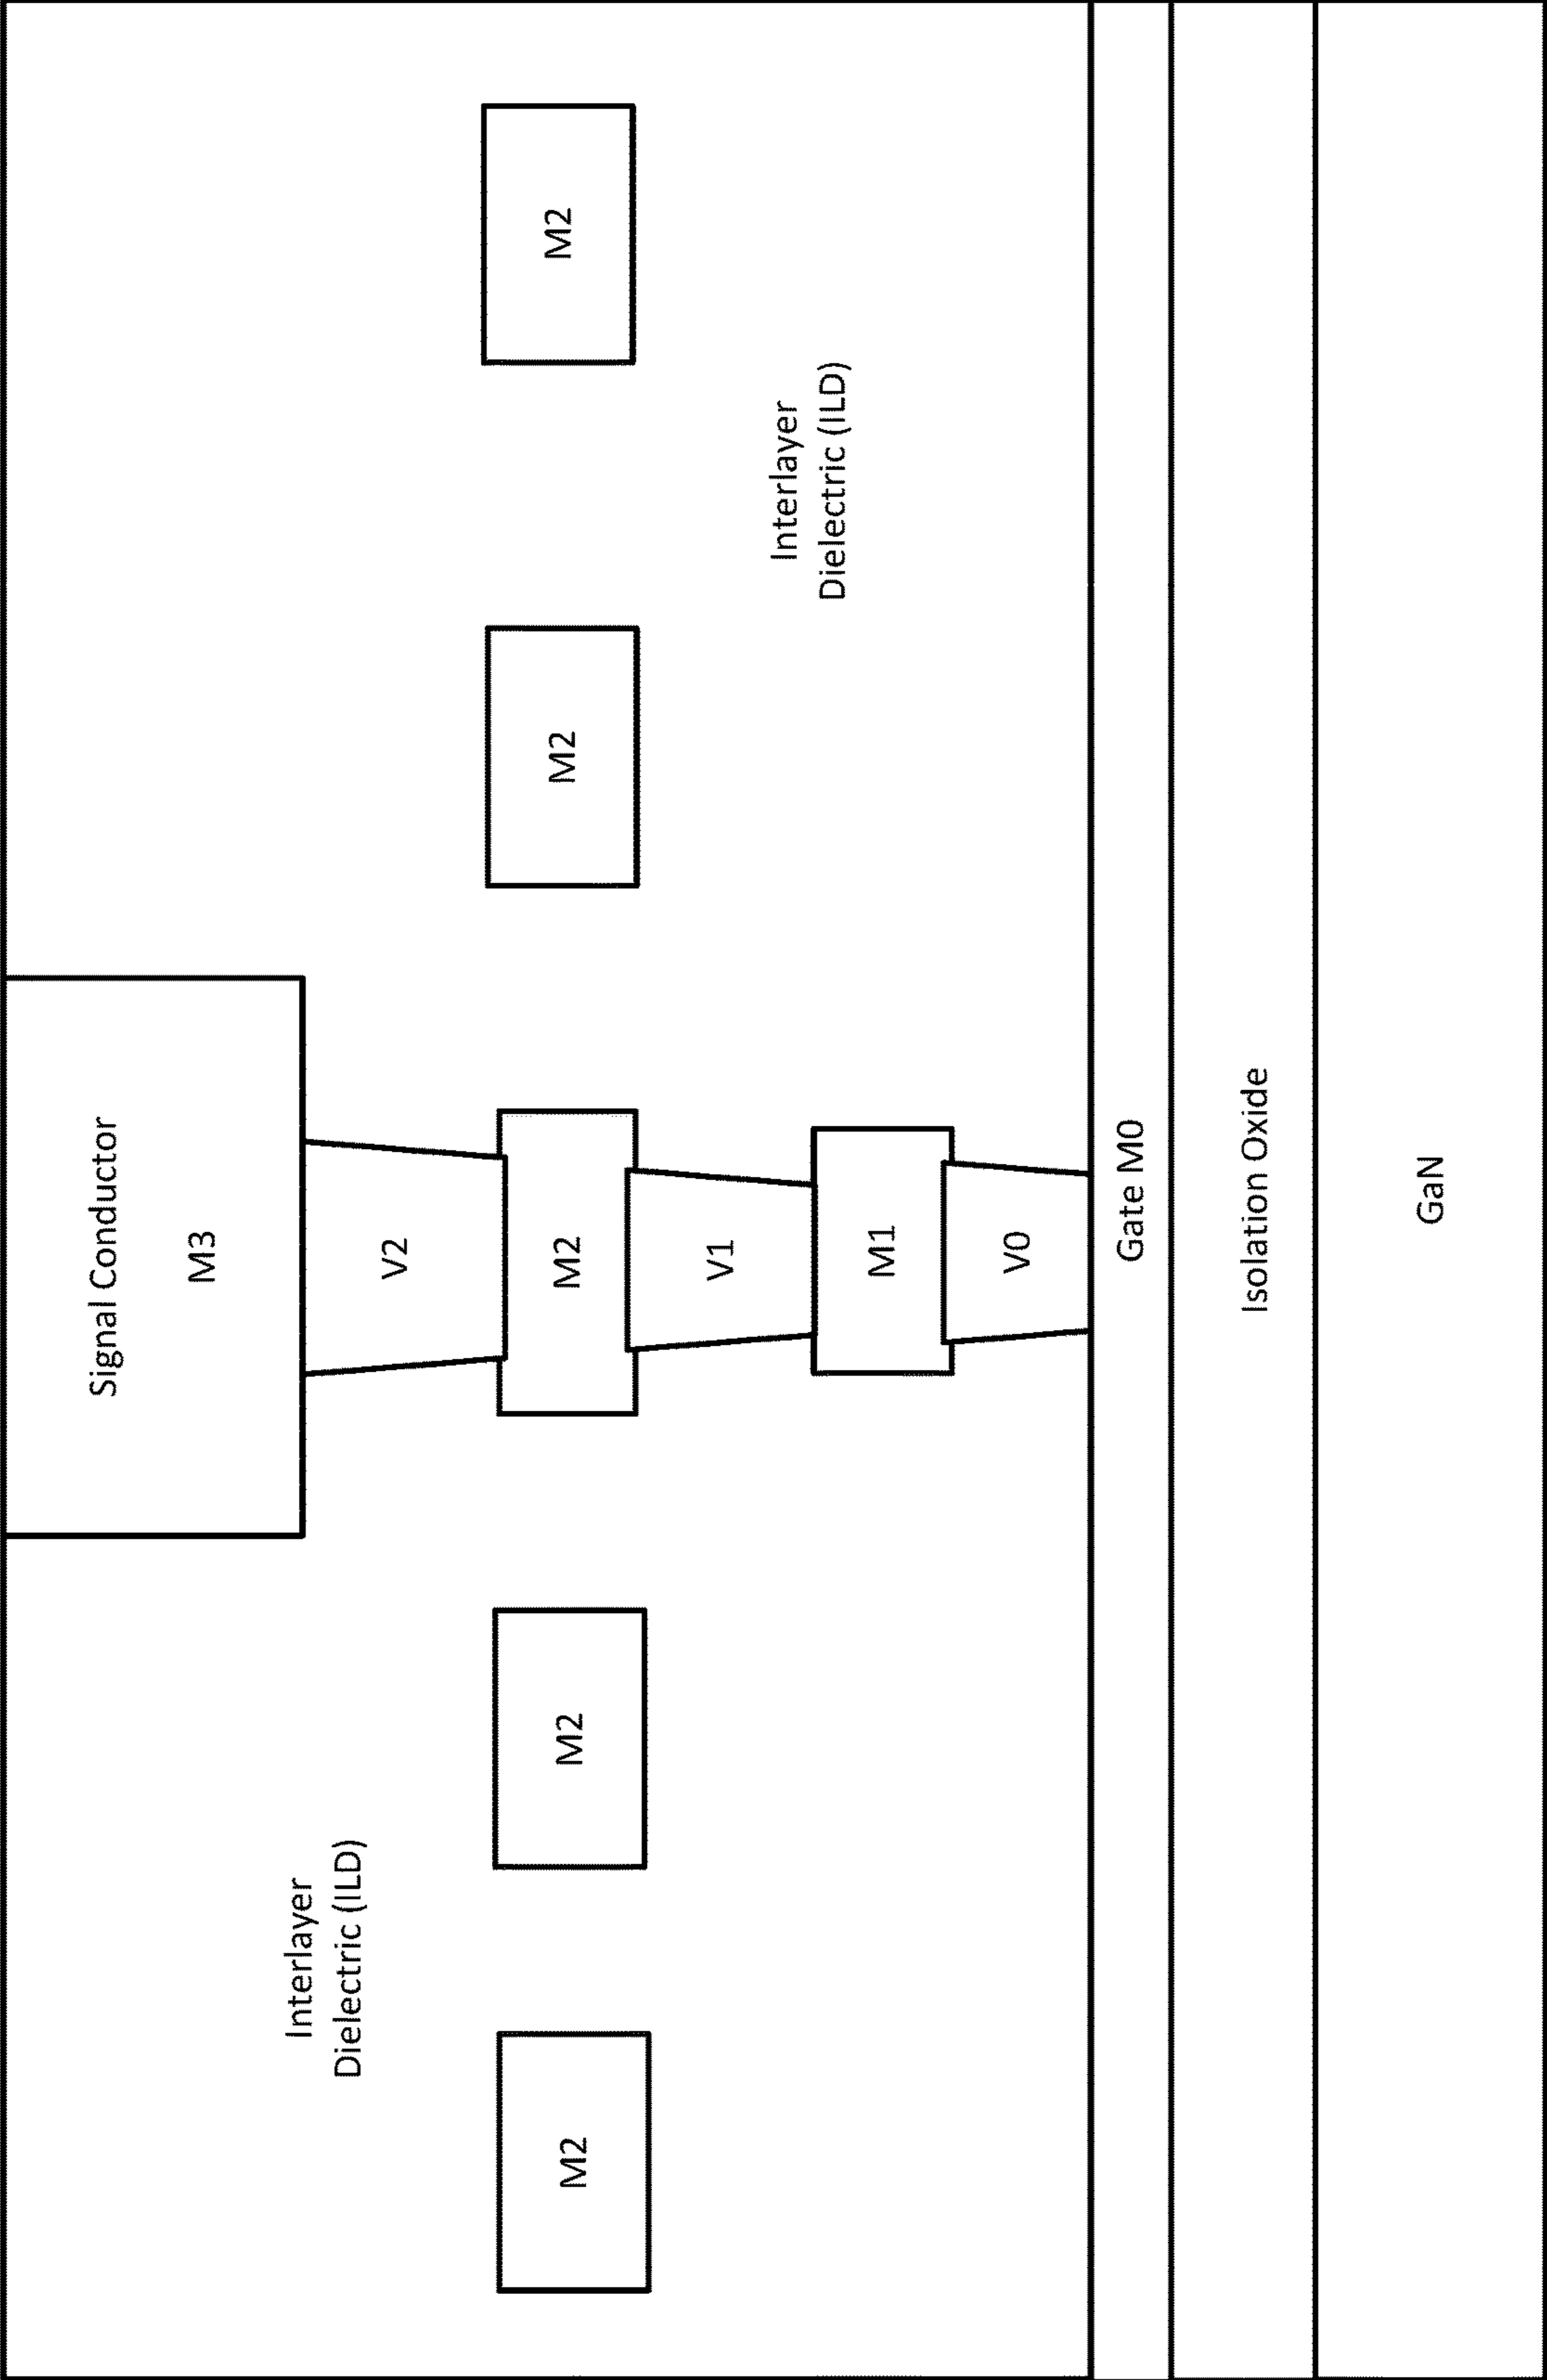 Signal Conductor
M3
Interlayer
Dielectric (ILD)
V2
M2
M2
M2
M2
M2
V1
Interlayer
Dielectric (ILD)
M1
V0
Gate M0
Isolation Oxide
GaN